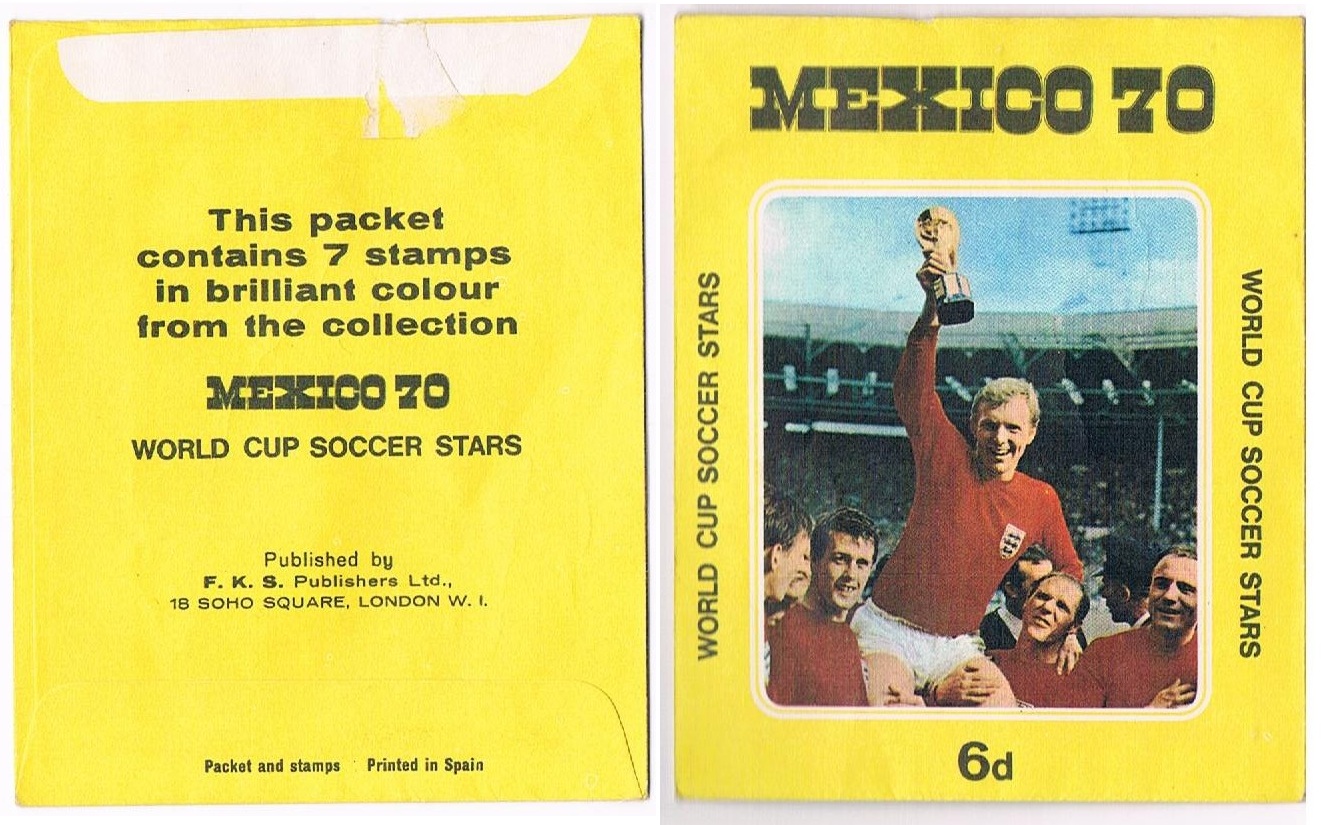 This packet
contains 7 stamps
in brilliant colour
from the collection
MEXICO 70
WORLD CUP SOCCER STARS
Published by
F. K. S. Publishers Ltd.,
18 SOHO SQUARE, LONDON W. I.
Packet and stamps Printed in Spain
MEXICO 70
WORLD CUP SOCCER STARS
WORLD CUP SOCCER STARS
6d